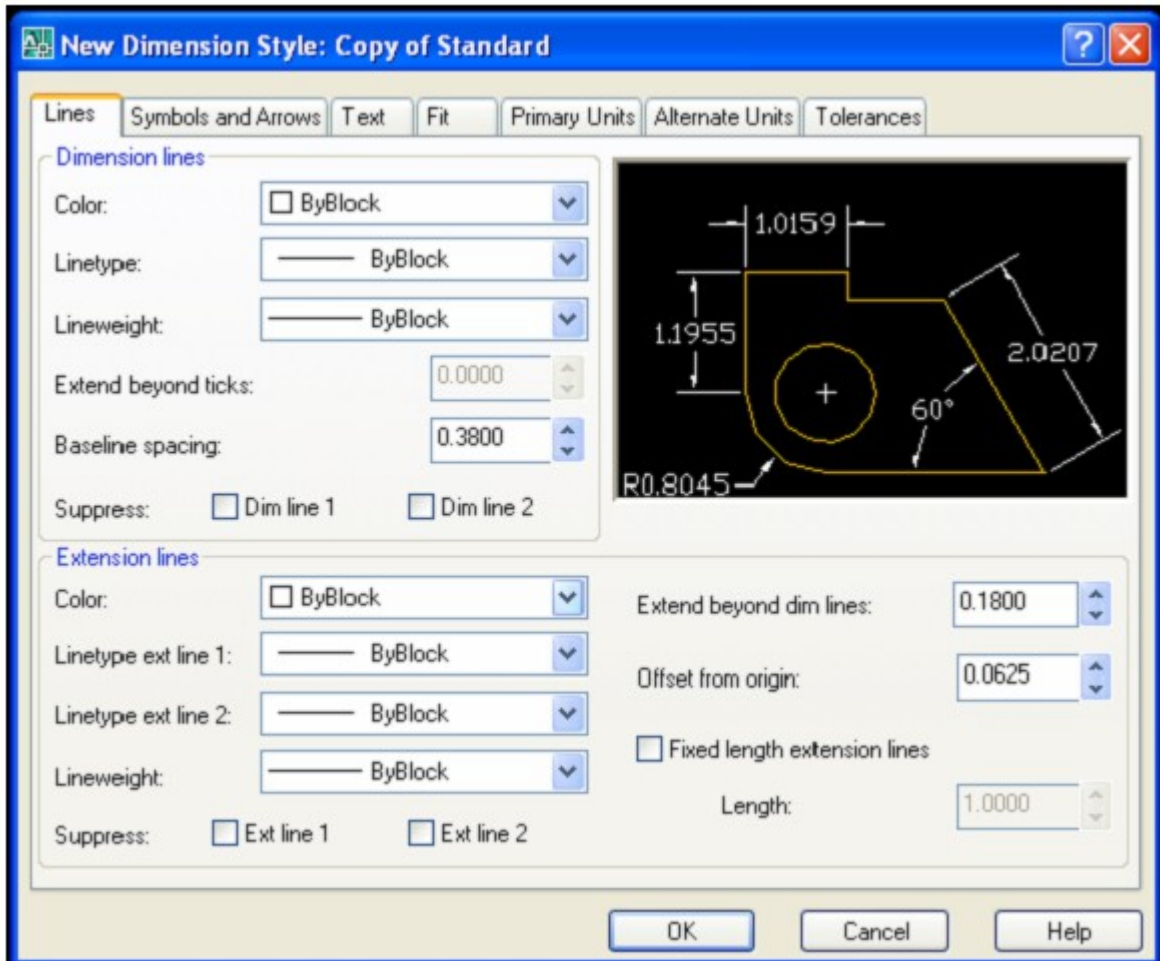 New Dimension Style: Copy of Standard
Lines
Symbols and Arrows
Text
Fit
Primary Units
Alternate Units
Tolerances
Dimension lines
Color:
ByBlock
Linetype:
ByBlock
Lineweight:
ByBlock
Extend beyond ticks:
0.0000
Baseline spacing:
0.3800
Suppress:
Dim line 1
Dim line 2
1.0159
1.1955
2.0207
60°
R0.8045
Extension lines
Color:
ByBlock
Linetype ext line 1:
ByBlock
Linetype ext line 2:
ByBlock
Lineweight:
ByBlock
Suppress:
Ext line 1
Ext line 2
Extend beyond dim lines:
0.1800
Offset from origin:
0.0625
Fixed length extension lines
Length:
1.0000
OK
Cancel
Help